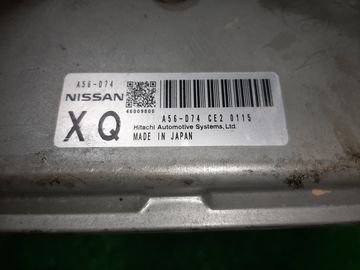 A56-D74
NISSAN
46009800
XQ
A56-D74 CE2 0115
Hitachi Automotive Systems, Ltd.
MADE IN JAPAN